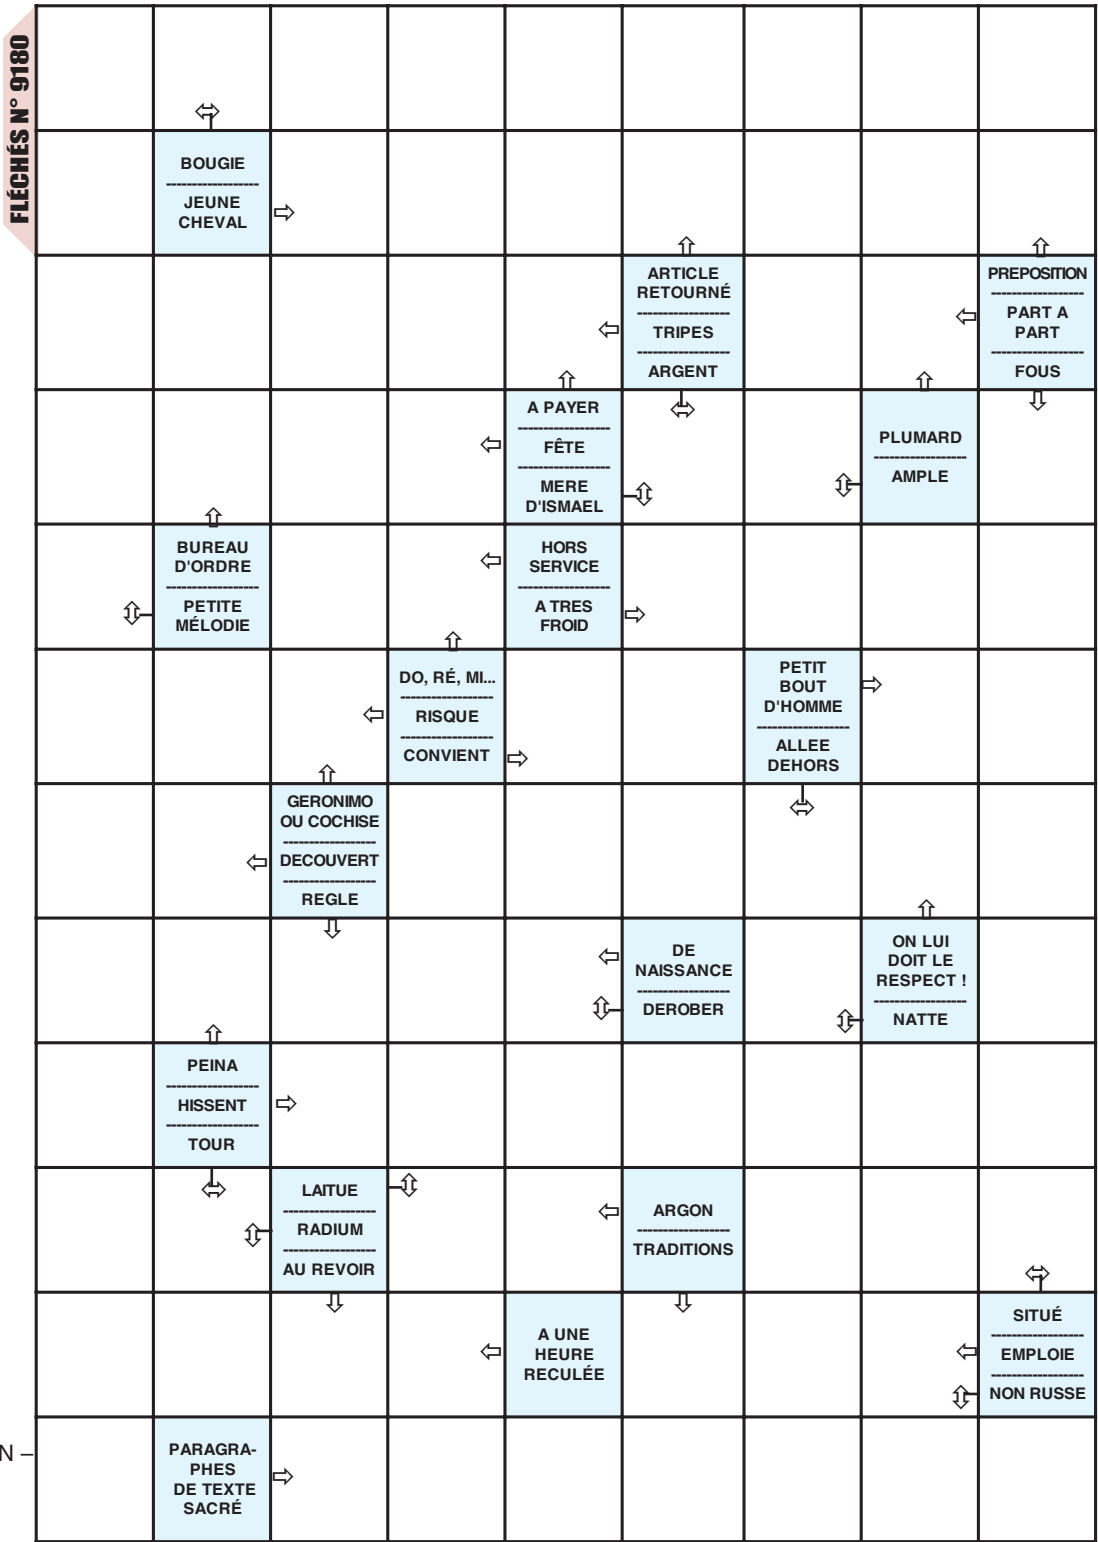 FLÉCHÉS N° 9180
BOUGIE
JEUNE
CHEVAL
ARTICLE
RETOURNÉ
TRIPES
ARGENT
PREPOSITION
PART A
PART
FOUS
A PAYER
FÊTE
MERE
D'ISMAEL
PLUMARD
AMPLE
BUREAU
D'ORDRE
PETITE
MÉLODIE
HORS
SERVICE
A TRES
FROID
DO, RÉ, MI...
RISQUE
CONVIENT
PETIT
BOUT
D'HOMME
ALLEE
DEHORS
GERONIMO
OU COCHISE
DECOUVERT
REGLE
DE
NAISSANCE
DEROBER
ON LUI
DOIT LE
RESPECT !
NATTE
PEINA
HISSENT
TOUR
LAITUE
RADIUM
AU REVOIR
ARGON
TRADITIONS
A UNE
HEURE
RECULÉE
SITUÉ
EMPLOIE
NON RUSSE
N –
PARAGRA-
PHES
DE TEXTE
SACRÉ